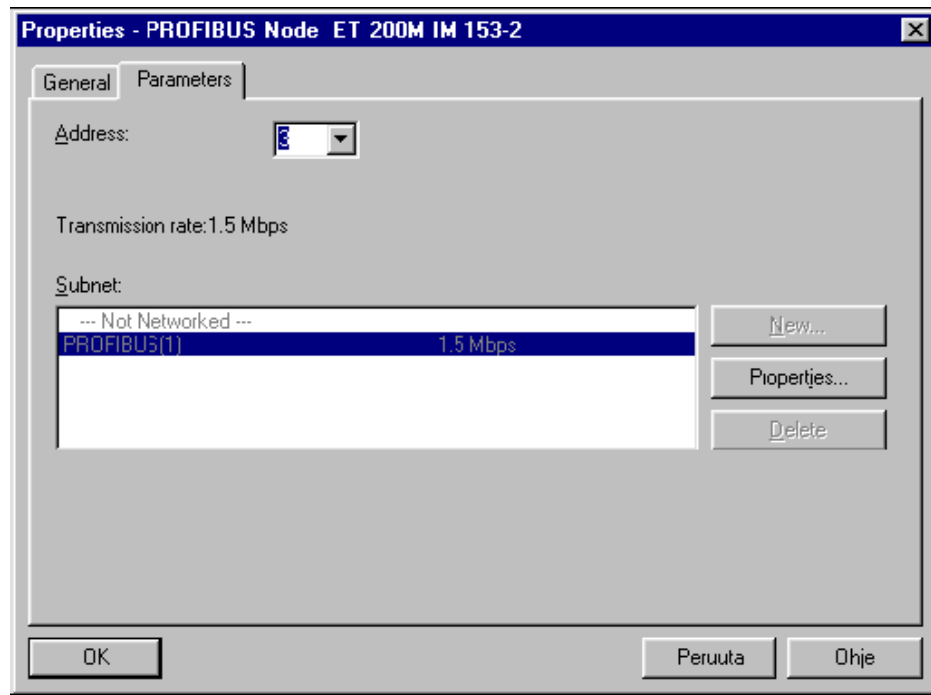 Properties - PROFIBUS Node ET 200M IM 153-2
General Parameters
Address: 3
Transmission rate:1.5 Mbps
Subnet:
--- Not Networked ---
PROFIBUS(1) 1.5 Mbps
New...
Properties...
Delete
OK Peruuta Ohje